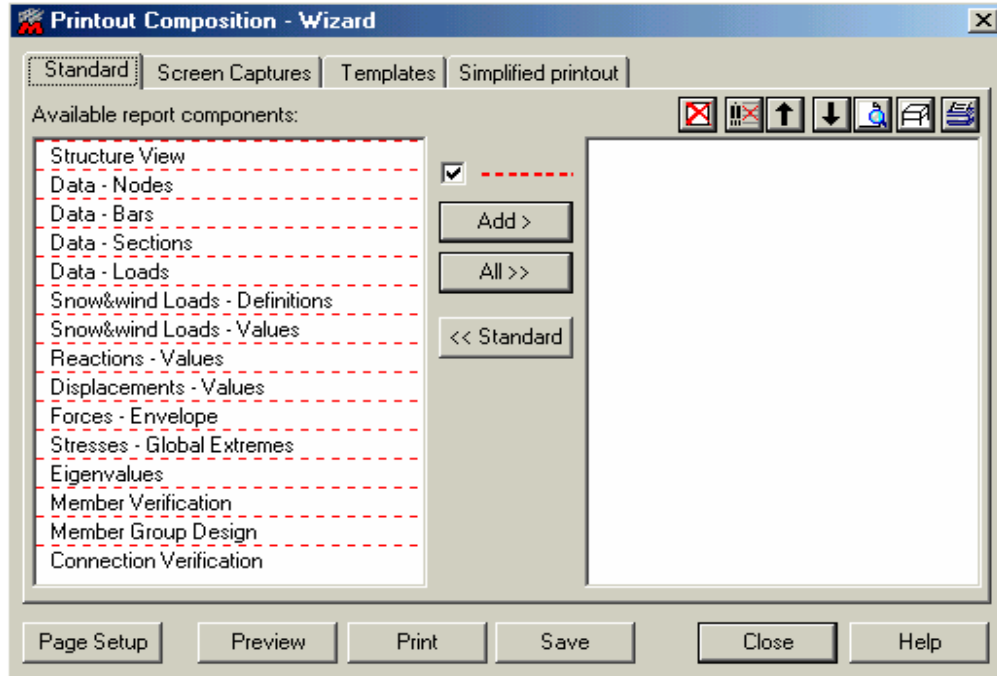 Printout Composition - Wizard
Standard
Screen Captures
Templates
Simplified printout
Available report components:
Structure View
Data - Nodes
Data - Bars
Data - Sections
Data - Loads
Snow&wind Loads - Definitions
Snow&wind Loads - Values
Reactions - Values
Displacements - Values
Forces - Envelope
Stresses - Global Extremes
Eigenvalues
Member Verification
Member Group Design
Connection Verification
Add >
All >>
<< Standard
Page Setup
Preview
Print
Save
Close
Help